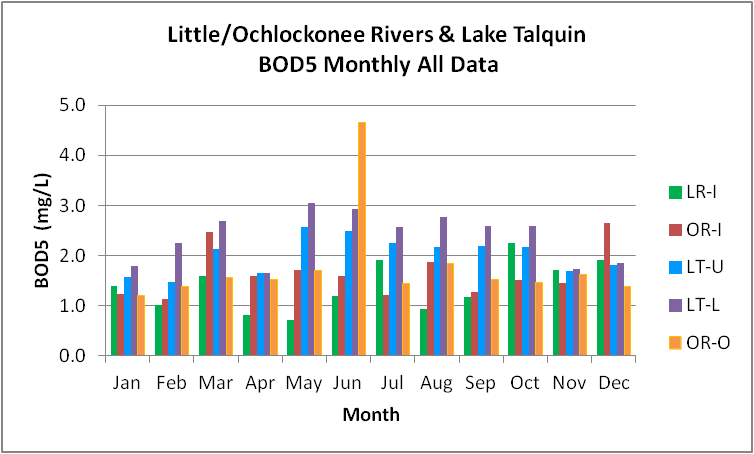 Little/Ochlockonee Rivers & Lake Talquin
BOD5 Monthly All Data
BOD5 (mg/L)
5.0
4.0
3.0
2.0
1.0
0.0
Jan Feb Mar Apr May Jun Jul Aug Sep Oct Nov Dec
Month
LR-I
OR-I
LT-U
LT-L
OR-O